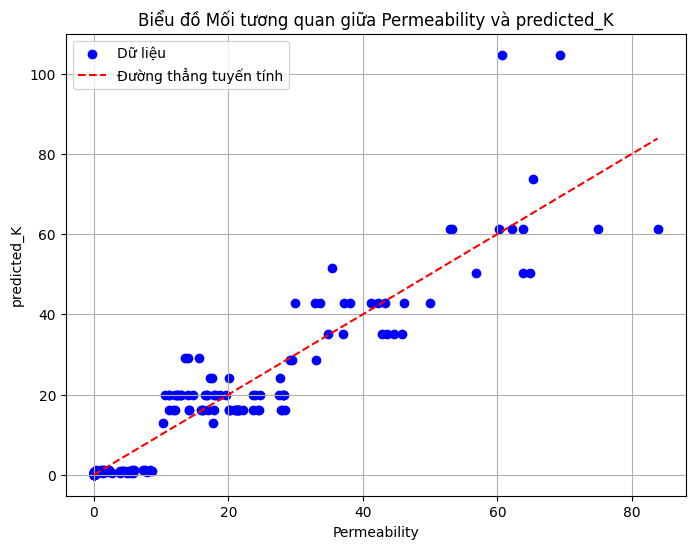 Biểu đồ Mối tương quan giữa Permeability và predicted_K
Dữ liệu
Đường thẳng tuyến tính
100
80
60
40
20
0
predicted_K
0 20 40 60 80
Permeability